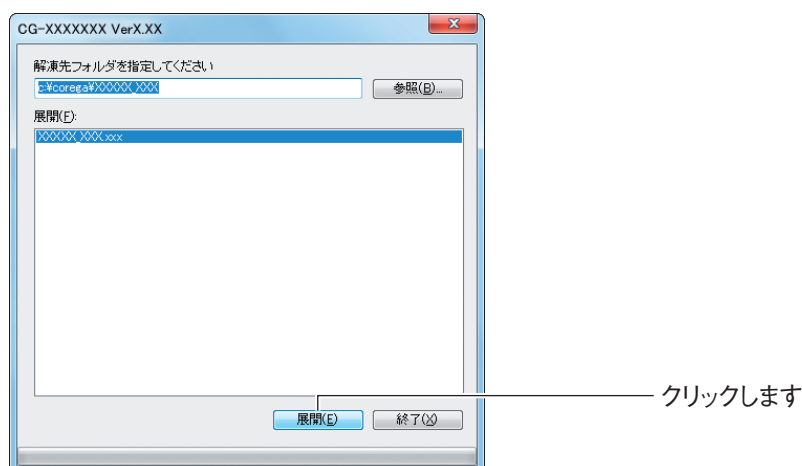 CG-XXXXXXX VerX.XX
解凍先フォルダを指定してください
c:¥corega¥XXXXX_XXX
参照(B)...
展開(F):
XXXXX_XXX.xxx
クリックします
展開(E)
終了(X)